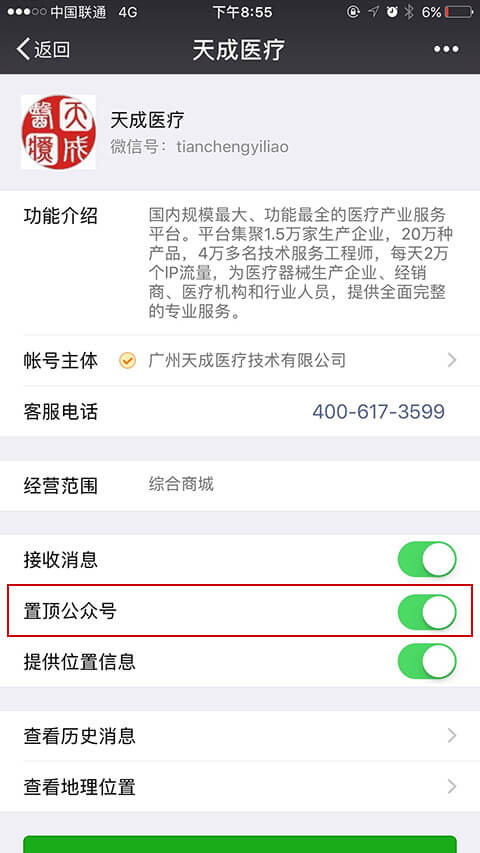 中国联通 4G 下午8:55 6%
返回 天成医疗
天成医疗
微信号：tianchengyiliao
功能介绍 国内规模最大、功能最全的医疗产业服务
平台。平台集聚1.5万家生产企业，20万种
产品，4万多名技术服务工程师，每天2万
个IP流量，为医疗器械生产企业、经销
商、医疗机构和行业人员，提供全面完整
的专业服务。
帐号主体 广州天成医疗技术有限公司
客服电话 400-617-3599
经营范围 综合商城
接收消息
置顶公众号
提供位置信息
查看历史消息
查看地理位置